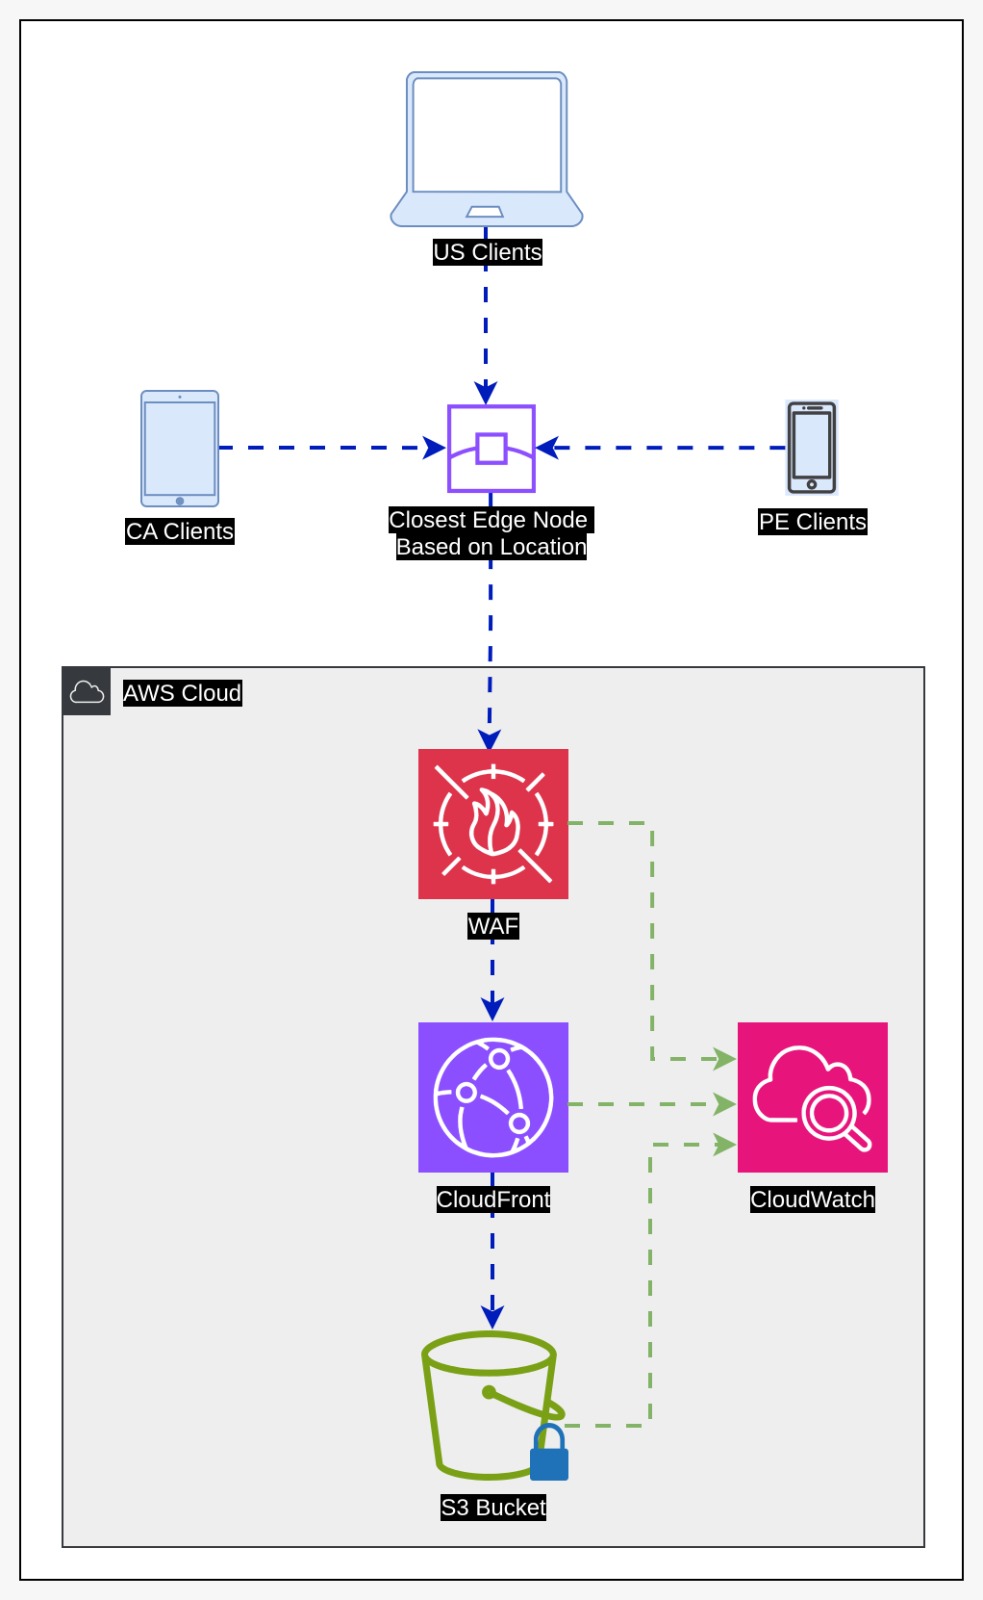 US Clients
CA Clients
Closest Edge Node
Based on Location
PE Clients
AWS Cloud
WAF
CloudFront
CloudWatch
S3 Bucket